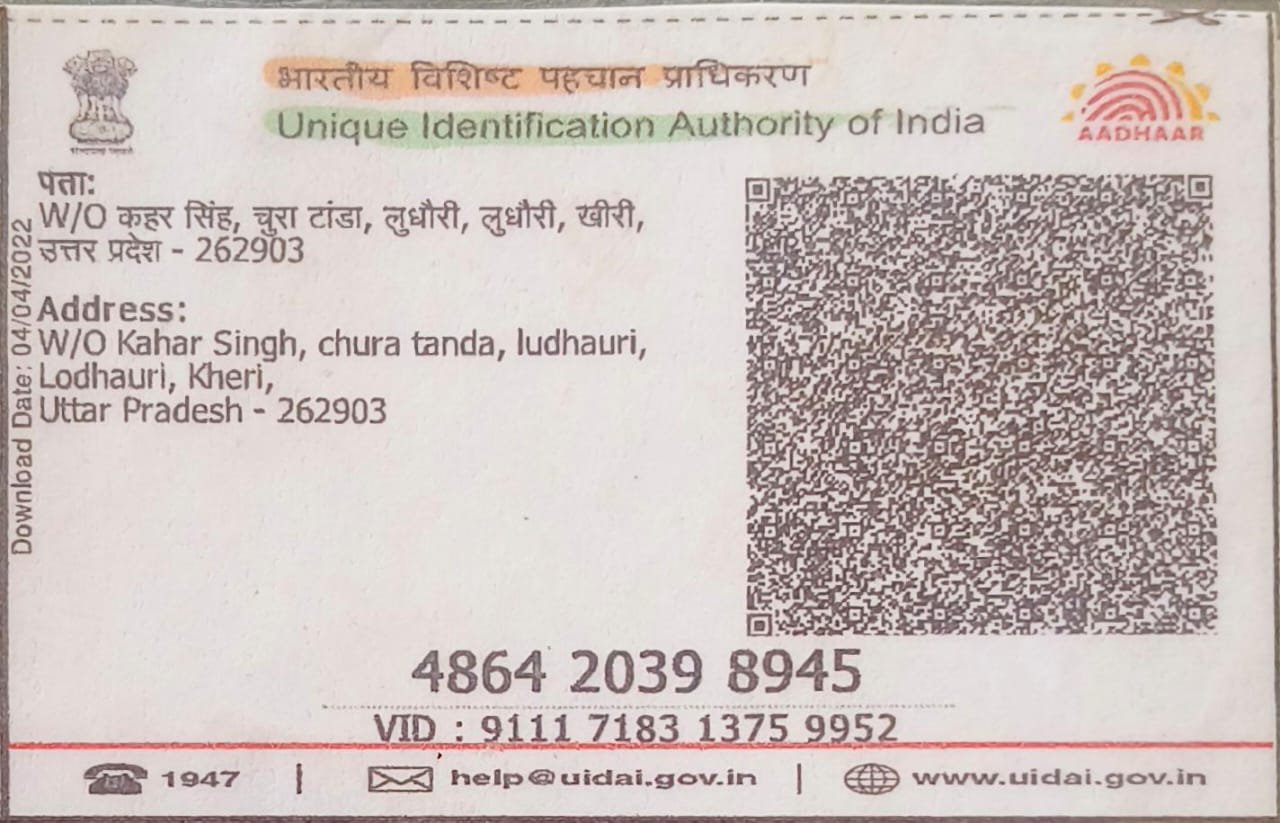 भारतीय विशिष्ट पहचान प्राधिकरण
Unique Identification Authority of India
AADHAAR
पता:
W/O कहर सिंह, चुरा टांडा, लुधौरी, लुधौरी, खीरी,
उत्तर प्रदेश - 262903
Address:
W/O Kahar Singh, chura tanda, ludhauri,
Lodhauri, Kheri,
Uttar Pradesh - 262903
Download Date: 04/04/2022
4864 2039 8945
VID : 9111 7183 1375 9952
1947 | help@uidai.gov.in | www.uidai.gov.in